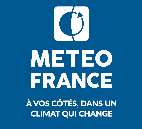 METEO
FRANCE
À VOS CÔTÉS, DANS UN
CLIMAT QUI CHANGE